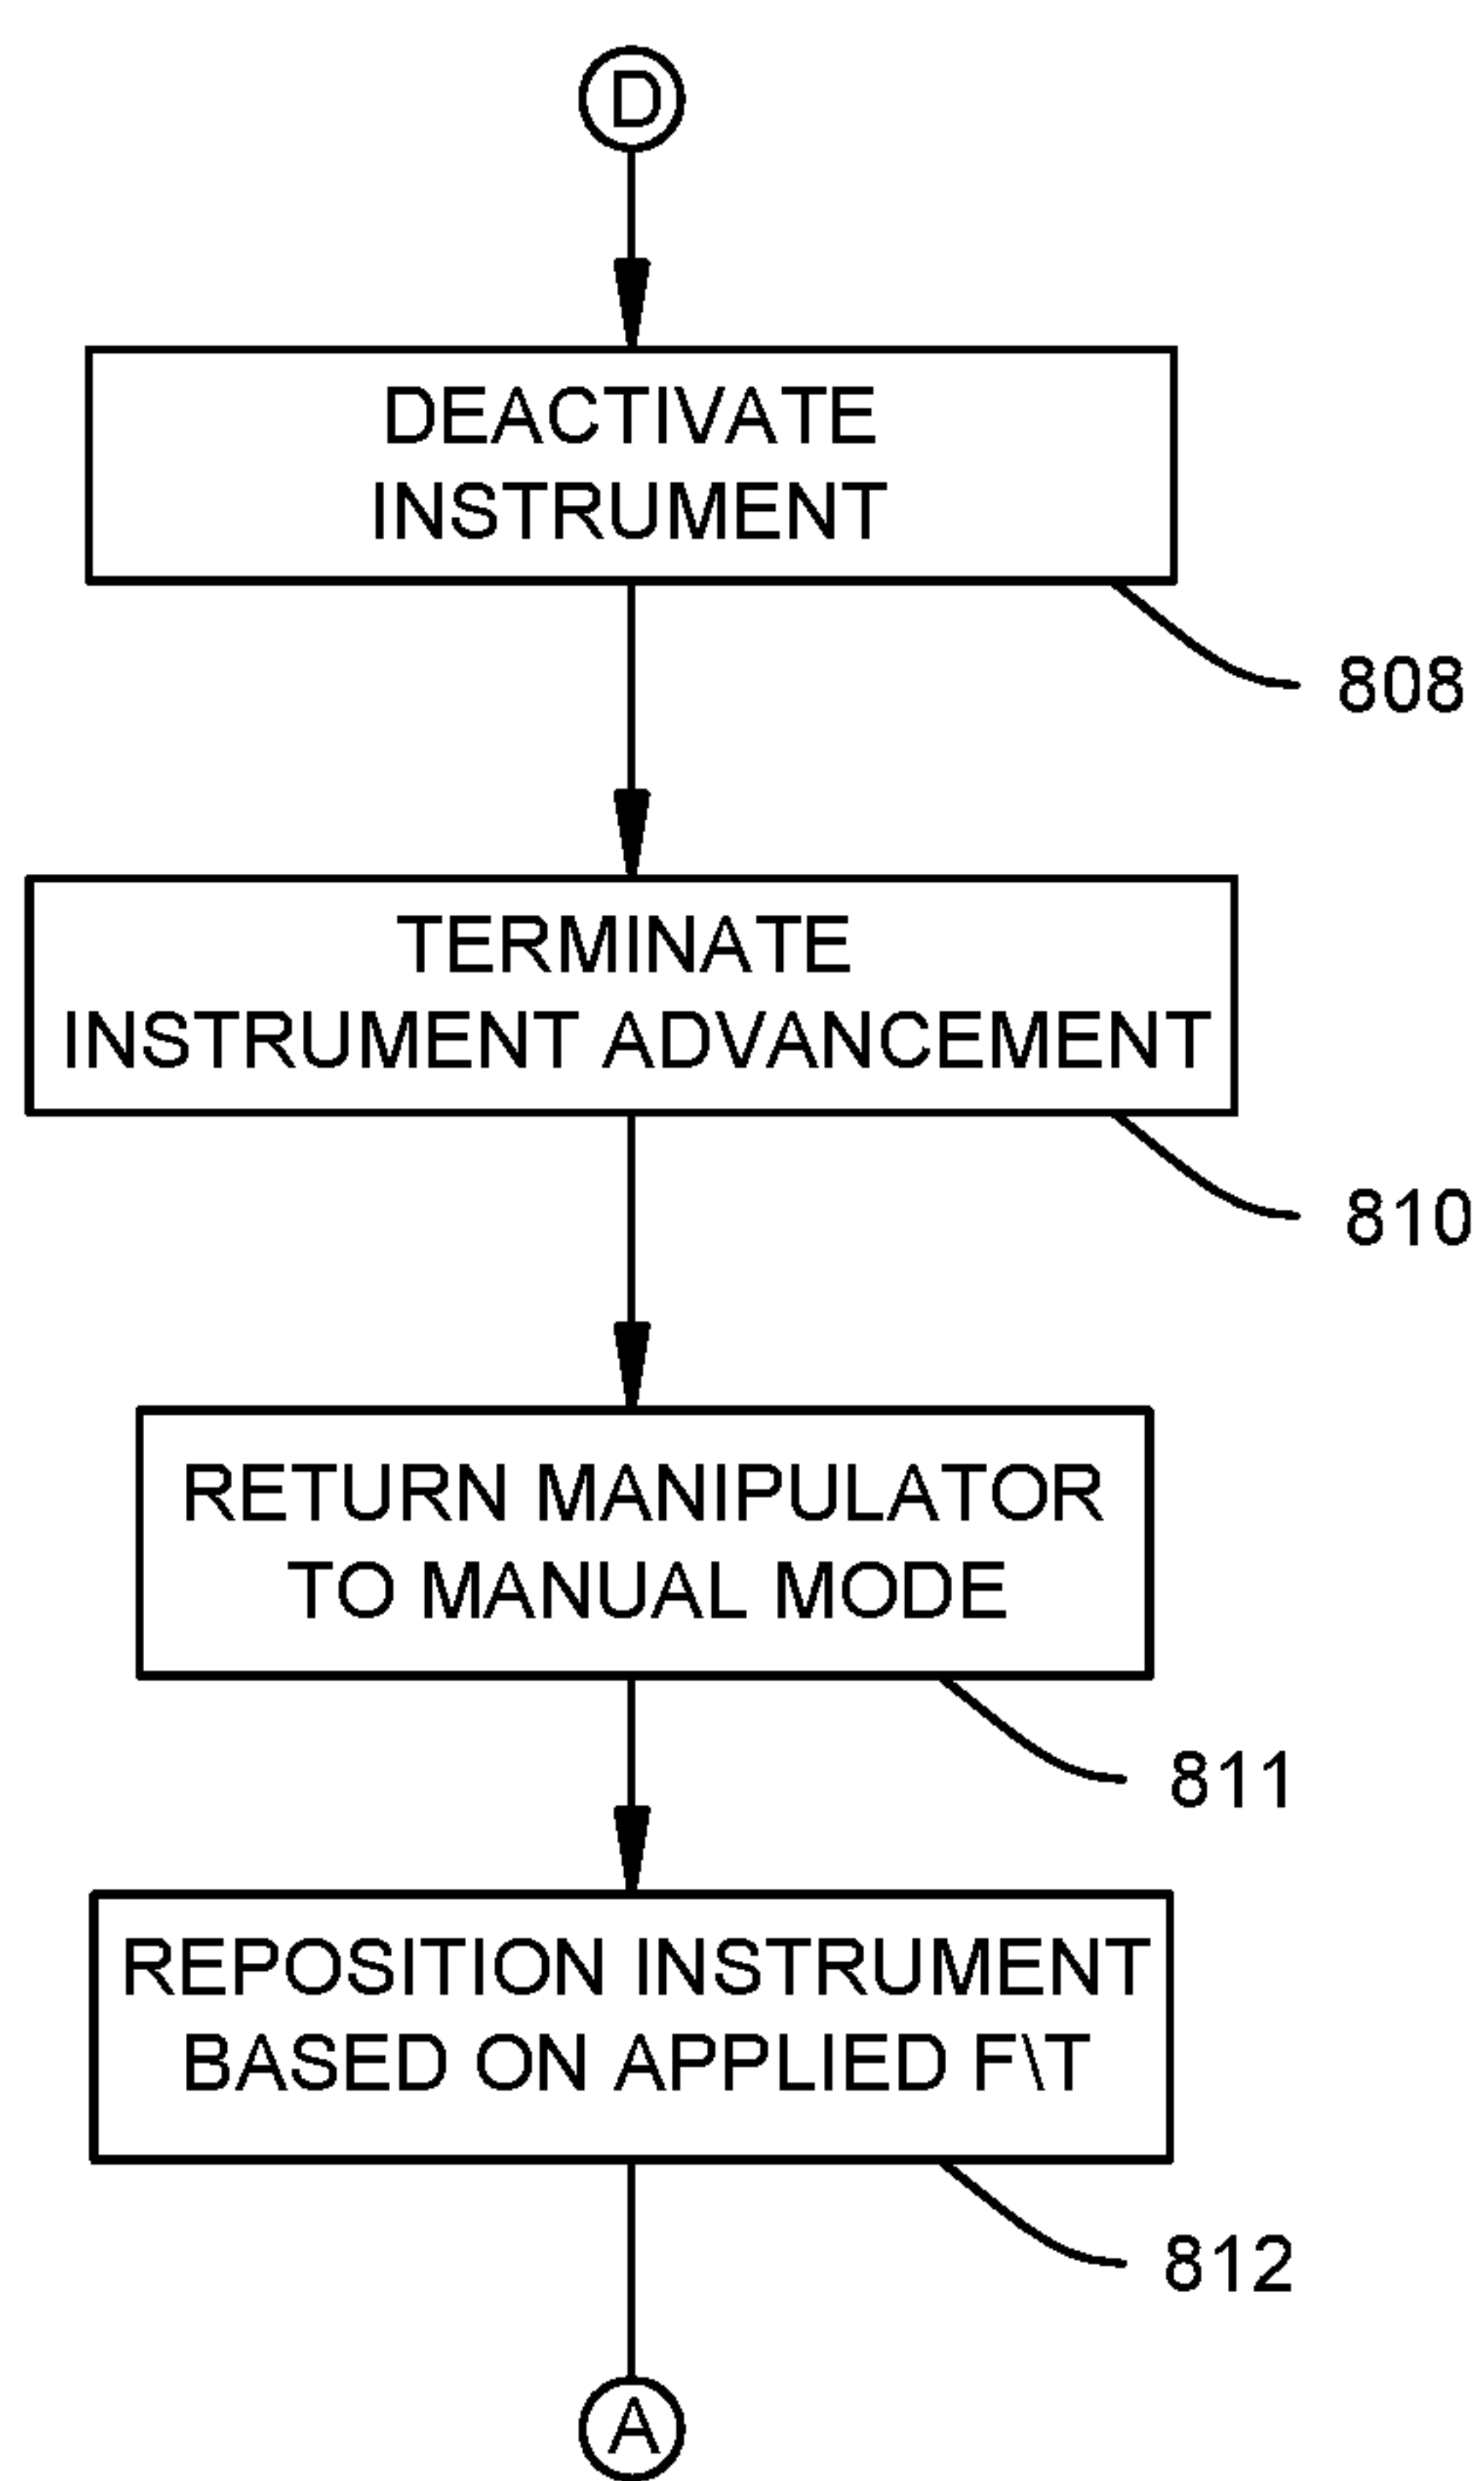 D
DEACTIVATE
INSTRUMENT
808
TERMINATE
INSTRUMENT ADVANCEMENT
810
RETURN MANIPULATOR
TO MANUAL MODE
811
REPOSITION INSTRUMENT
BASED ON APPLIED F\T
812
A